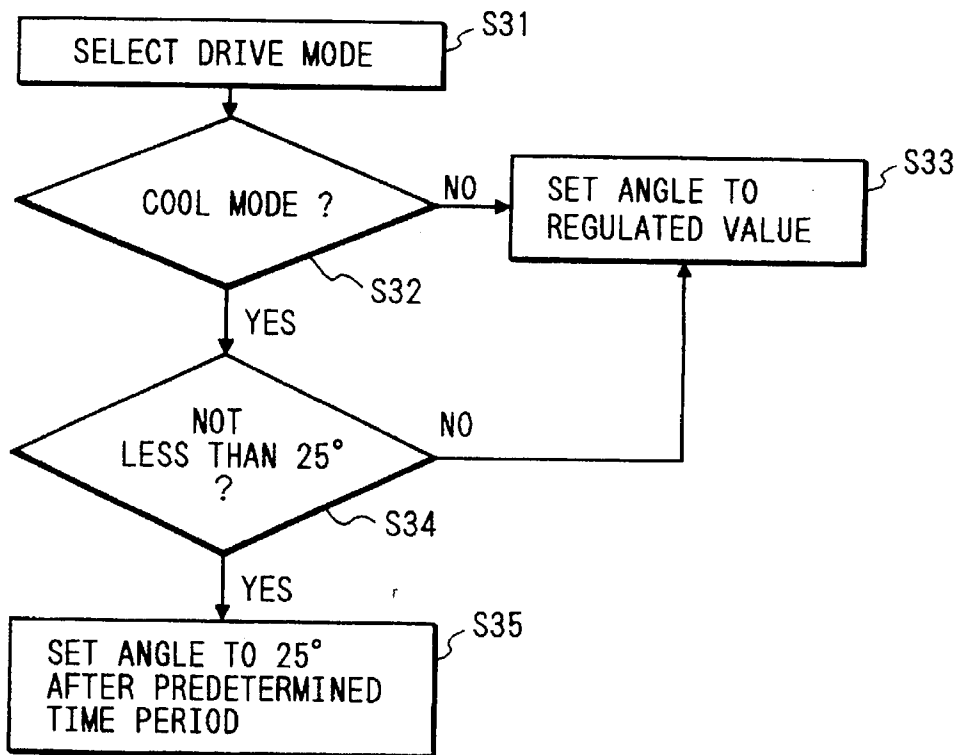 S31
SELECT DRIVE MODE
COOL MODE ?
NO
S32
YES
S33
SET ANGLE TO
REGULATED VALUE
NOT
LESS THAN 25°
?
NO
S34
YES
S35
SET ANGLE TO 25°
AFTER PREDETERMINED
TIME PERIOD